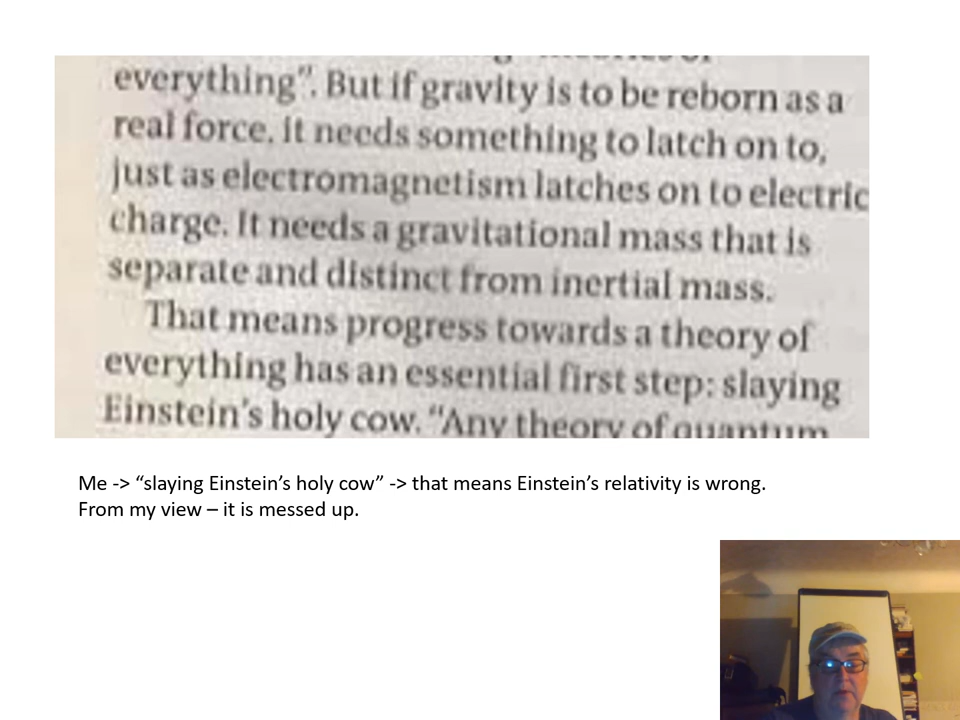 everything”. But if gravity is to be reborn as a
real force, it needs something to latch on to,
just as electromagnetism latches on to electric
charge. It needs a gravitational mass that is
separate and distinct from inertial mass.
That means progress towards a theory of
everything has an essential first step: slaying
Einstein’s holy cow. “Any theory of quantum
Me -> “slaying Einstein’s holy cow” -> that means Einstein’s relativity is wrong.
From my view – it is messed up.